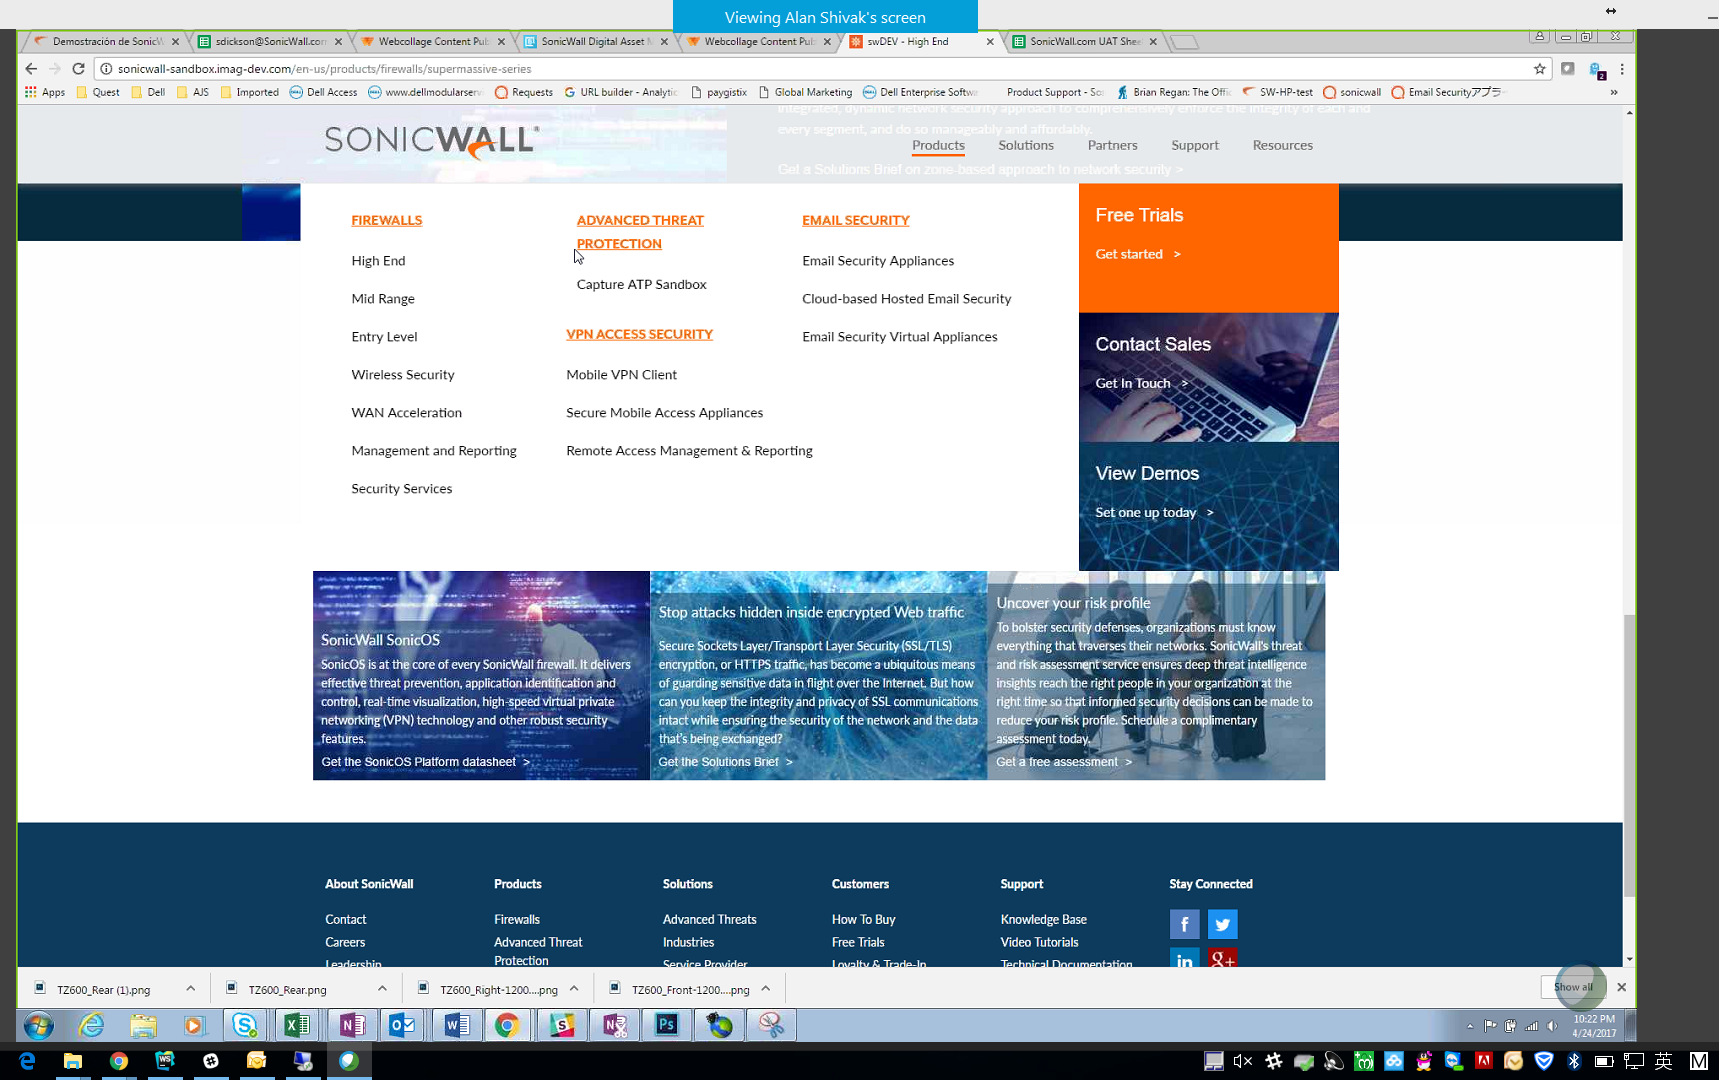 Viewing Alan Shivak's screen
Demostración de SonicW
sdickson@SonicWall.com
Webcollage Content Pub
SonicWall Digital Asset M
Webcollage Content Pub
swDEV - High End
SonicWall.com UAT Shee
sonicwall-sandbox.imag-dev.com/en-us/products/firewalls/supermassive-series
Apps
Quest
Dell
AJS
Imported
Dell Access
www.dellmodularserv
Requests
URL builder - Analytic
paygistix
Global Marketing
Dell Enterprise Softw
Product Support - So
Brian Regan: The Offi
SW-HP-test
sonicwall
Email Securityアプラ
»
2
integrated, dynamic network security approach to comprehensively enforce the integrity of each and
every segment, and do so manageably and affordably.
Get a Solutions Brief on zone-based approach to network security >
SONICWALL
Products
Solutions
Partners
Support
Resources
FIREWALLS
High End
Mid Range
Entry Level
Wireless Security
WAN Acceleration
Management and Reporting
Security Services
ADVANCED THREAT
PROTECTION
Capture ATP Sandbox
VPN ACCESS SECURITY
Mobile VPN Client
Secure Mobile Access Appliances
Remote Access Management & Reporting
EMAIL SECURITY
Email Security Appliances
Cloud-based Hosted Email Security
Email Security Virtual Appliances
Free Trials
Get started >
Contact Sales
Get In Touch >
View Demos
Set one up today >
SonicWall SonicOS
SonicOS is at the core of every SonicWall firewall. It delivers
effective threat prevention, application identification and
control, real-time visualization, high-speed virtual private
networking (VPN) technology and other robust security
features.
Get the SonicOS Platform datasheet >
Stop attacks hidden inside encrypted Web traffic
Secure Sockets Layer/Transport Layer Security (SSL/TLS)
encryption, or HTTPS traffic, has become a ubiquitous means
of guarding sensitive data in flight over the Internet. But how
can you keep the integrity and privacy of SSL communications
intact while ensuring the security of the network and the data
that's being exchanged?
Get the Solutions Brief >
Uncover your risk profile
To bolster security defenses, organizations must know
everything that traverses their networks. SonicWall's threat
and risk assessment service ensures deep threat intelligence
insights reach the right people in your organization at the
right time so that informed security decisions can be made to
reduce your risk profile. Schedule a complimentary
assessment today.
Get a free assessment >
About SonicWall
Contact
Careers
Leadership
Products
Firewalls
Advanced Threat
Protection
Solutions
Advanced Threats
Industries
Service Provider
Customers
How To Buy
Free Trials
Loyalty & Trade-In
Support
Knowledge Base
Video Tutorials
Technical Documentation
Stay Connected
TZ600_Rear (1).png
TZ600_Rear.png
TZ600_Right-1200....png
TZ600_Front-1200....png
Show all
10:22 PM
4/24/2017
英
M